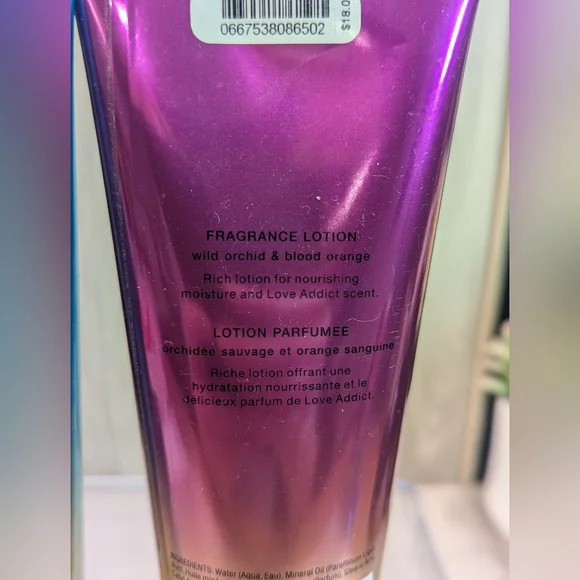 0667538086502
$18.0
FRAGRANCE LOTION
wild orchid & blood orange
Rich lotion for nourishing
moisture and Love Addict scent.
LOTION PARFUMEE
orchidée sauvage et orange sanguine
Riche lotion offrant une
hydratation nourrissante et le
délicieux parfum de Love Addict.
INGREDIENTS: Water (Aqua, Eau), Mineral Oil (Paraffinum